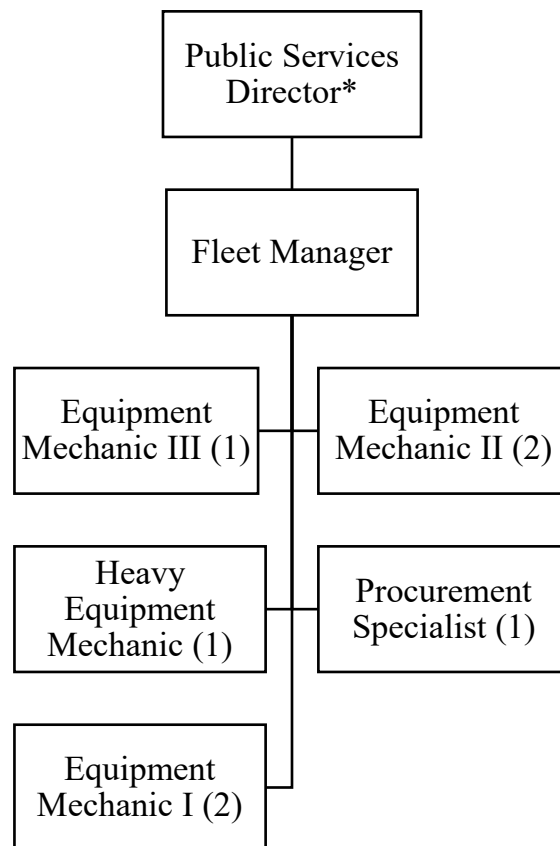 Public Services
Director*
Fleet Manager
Equipment
Mechanic III (1)
Equipment
Mechanic II (2)
Heavy
Equipment
Mechanic (1)
Procurement
Specialist (1)
Equipment
Mechanic I (2)